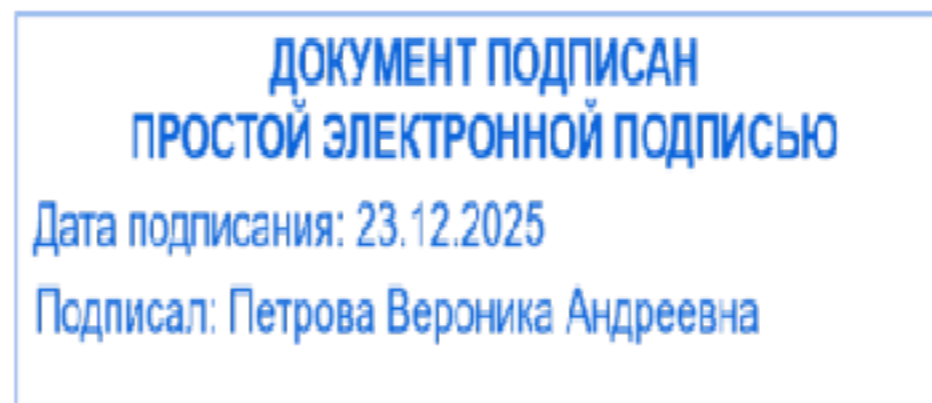 ДОКУМЕНТ ПОДПИСАН
ПРОСТОЙ ЭЛЕКТРОННОЙ ПОДПИСЬЮ
Дата подписания: 23.12.2025
Подписал: Петрова Вероника Андреевна